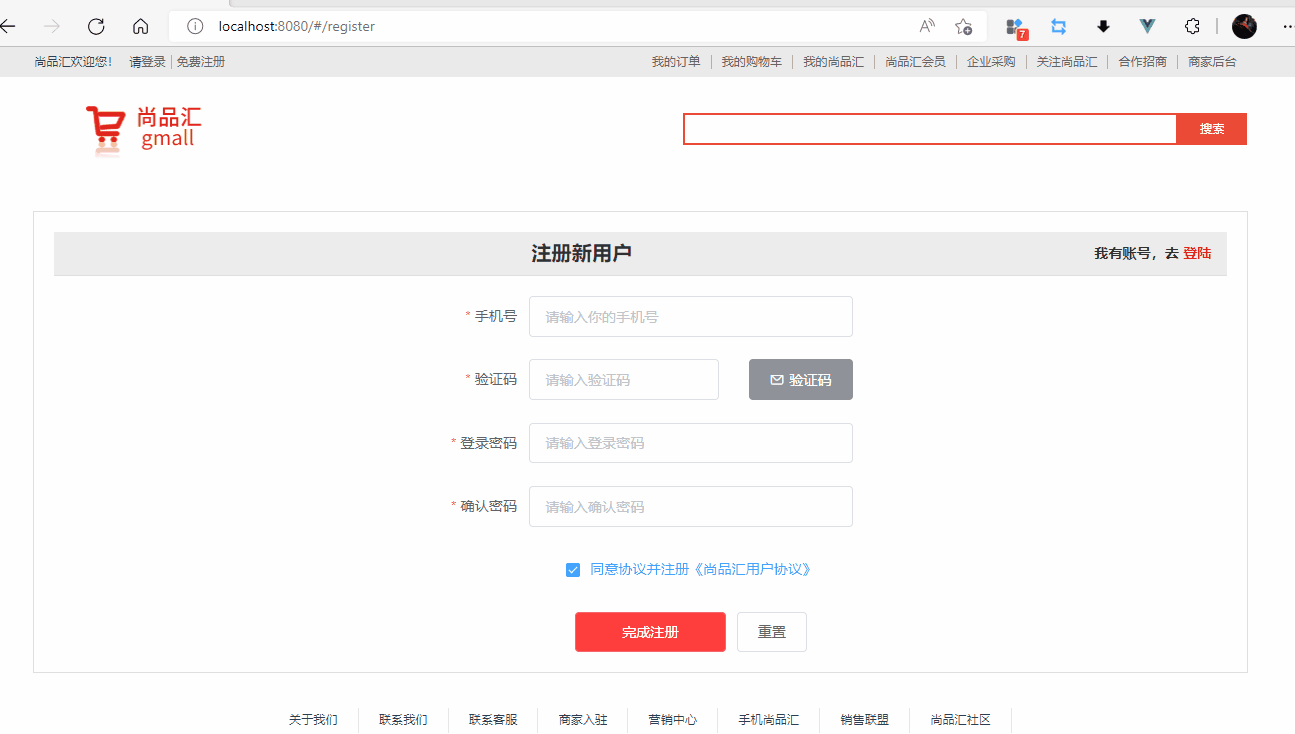 localhost:8080/#/register
7
尚品汇欢迎您! 请登录 免费注册 我的订单 我的购物车 我的尚品汇 尚品汇会员 企业采购 关注尚品汇 合作招商 商家后台
尚品汇
gmall
搜索
注册新用户 我有账号，去 登陆
* 手机号 请输入你的手机号
* 验证码 请输入验证码 验证码
* 登录密码 请输入登录密码
* 确认密码 请输入确认密码
同意协议并注册《尚品汇用户协议》
完成注册 重置
关于我们 联系我们 联系客服 商家入驻 营销中心 手机尚品汇 销售联盟 尚品汇社区